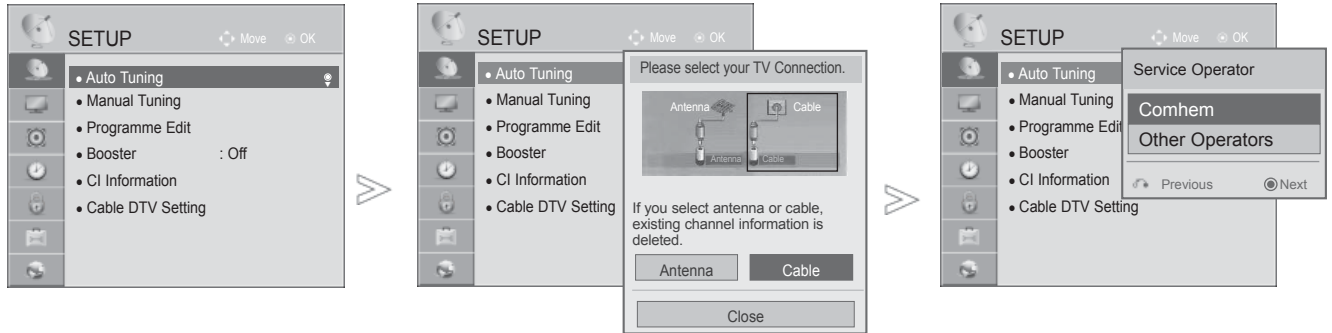 SETUP
Move OK
• Auto Tuning
• Manual Tuning
• Programme Edit
• Booster : Off
• CI Information
• Cable DTV Setting
SETUP
Move OK
• Auto Tuning
• Manual Tuning
• Programme Edit
• Booster
• CI Information
• Cable DTV Setting
Please select your TV Connection.
Antenna Cable
Antenna Cable
If you select antenna or cable,
existing channel information is
deleted.
Antenna Cable
Close
SETUP
Move OK
• Auto Tuning
• Manual Tuning
• Programme Edit
• Booster
• CI Information
• Cable DTV Setting
Service Operator
Comhem
Other Operators
Previous Next